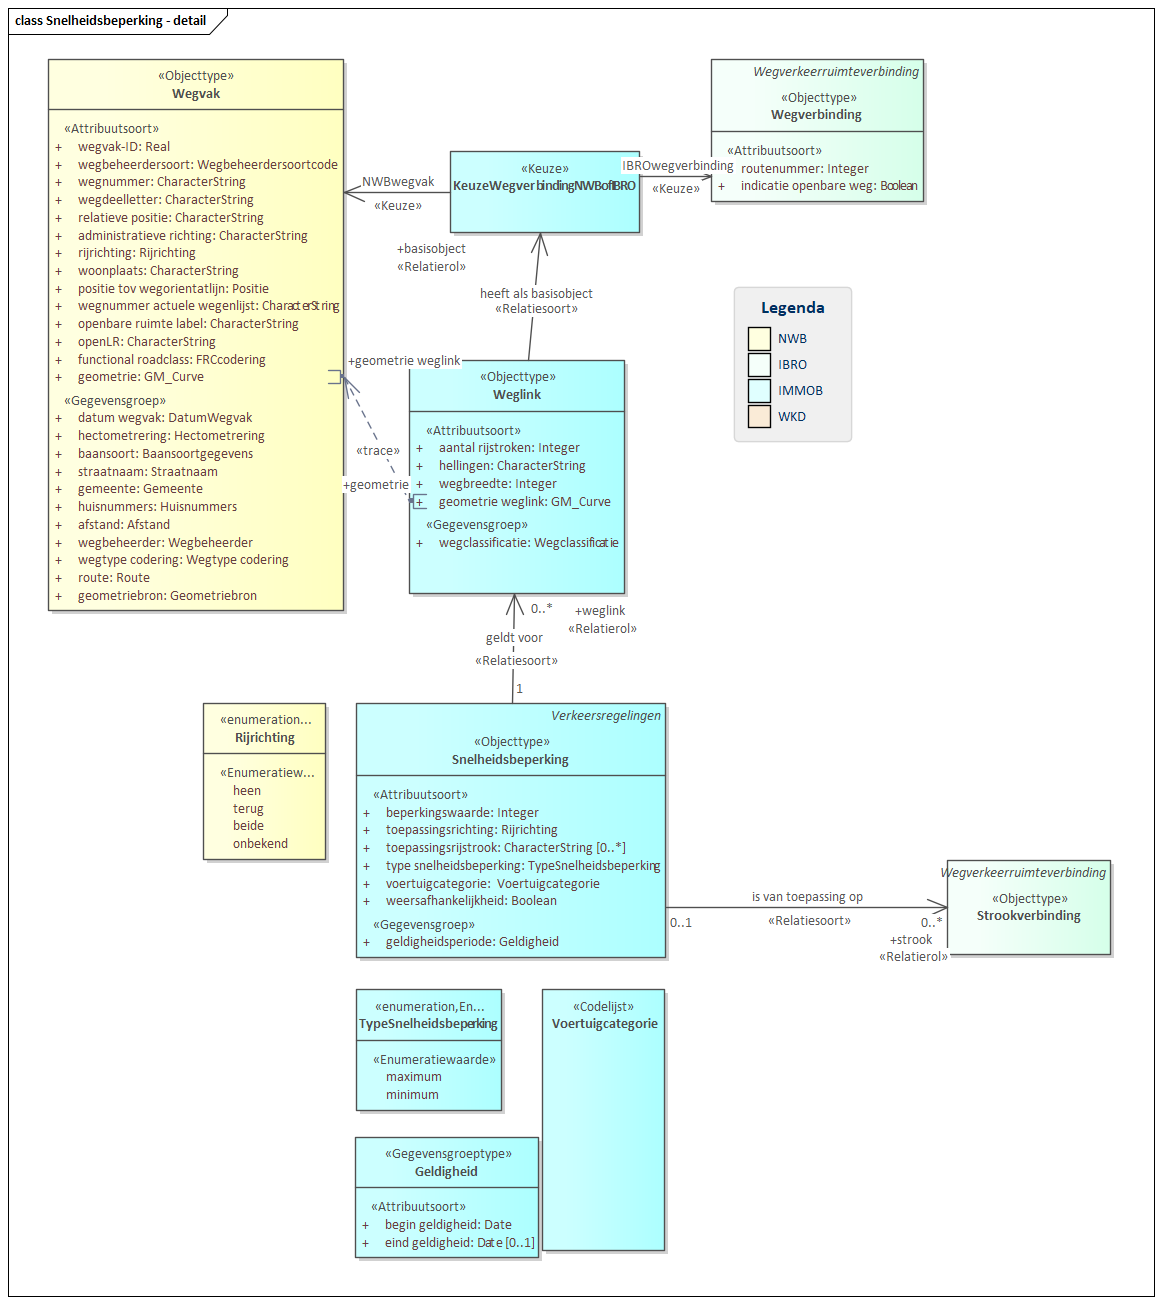 class Snelheidsbeperking - detail
«Objecttype»
Wegvak
«Attribuutsoort»
+ wegvak-ID: Real
+ wegbeheerdersoort: Wegbeheerdersoortcode
+ wegnummer: CharacterString
+ wegdeelletter: CharacterString
+ relatieve positie: CharacterString
+ administratieve richting: CharacterString
+ rijrichting: Rijrichting
+ woonplaats: CharacterString
+ positie tov wegorientatlijn: Positie
+ wegnummer actuele wegenlijst: CharacterString
+ openbare ruimte label: CharacterString
+ openLR: CharacterString
+ functional roadclass: FRCcodering
+ geometrie: GM_Curve
«Gegevensgroep»
+ datum wegvak: DatumWegvak
+ hectometrering: Hectometrering
+ baansoort: Baansoortgegevens
+ straatnaam: Straatnaam
+ gemeente: Gemeente
+ huisnummers: Huisnummers
+ afstand: Afstand
+ wegbeheerder: Wegbeheerder
+ wegtype codering: Wegtype codering
+ route: Route
+ geometriebron: Geometriebron
NWBwegvak
«Keuze»
«Keuze»
KeuzeWegverbindingNWBofIBRO
IBROwegverbinding
«Keuze»
Wegverkeerruimteverbinding
«Objecttype»
Wegverbinding
«Attribuutsoort»
routenummer: Integer
+ indicatie openbare weg: Boolean
+basisobject
«Relatierol»
heeft als basisobject
«Relatiesoort»
Legenda
NWB
IBRO
IMMOB
WKD
+geometrie weglink
«trace»
+geometrie
«Objecttype»
Weglink
«Attribuutsoort»
+ aantal rijstroken: Integer
+ hellingen: CharacterString
+ wegbreedte: Integer
+ geometrie weglink: GM_Curve
«Gegevensgroep»
+ wegclassificatie: Wegclassificatie
0..*
+weglink
«Relatierol»
geldt voor
«Relatiesoort»
1
«enumeration...
Rijrichting
«Enumeratiew...
heen
terug
beide
onbekend
Verkeersregelingen
«Objecttype»
Snelheidsbeperking
«Attribuutsoort»
+ beperkingswaarde: Integer
+ toepassingsrichting: Rijrichting
+ toepassingsrijstrook: CharacterString [0..*]
+ type snelheidsbeperking: TypeSnelheidsbeperking
+ voertuigcategorie: Voertuigcategorie
+ weersafhankelijkheid: Boolean
«Gegevensgroep»
+ geldigheidsperiode: Geldigheid
is van toepassing op
«Relatiesoort»
0..1
0..*
+strook
«Relatierol»
Wegverkeerruimteverbinding
«Objecttype»
Strookverbinding
«enumeration,En...
TypeSnelheidsbeperking
«Enumeratiewaarde»
maximum
minimum
«Codelijst»
Voertuigcategorie
«Gegevensgroeptype»
Geldigheid
«Attribuutsoort»
+ begin geldigheid: Date
+ eind geldigheid: Date [0..1]